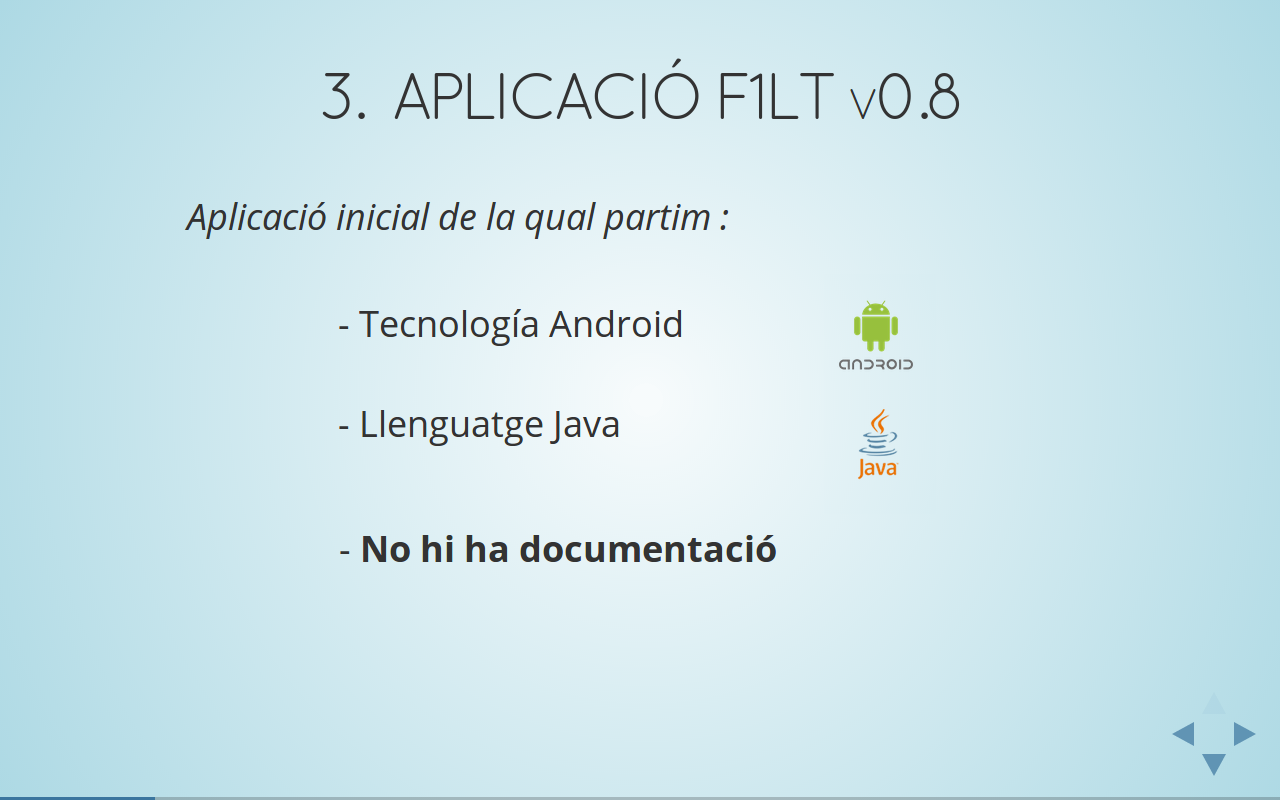 3. APLICACIÓ F1LT v0.8
Aplicació inicial de la qual partim :
- Tecnología Android
ANDROID
- Llenguatge Java
Java
- No hi ha documentació